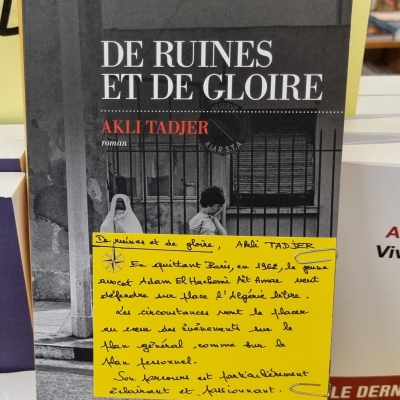 DE RUINES
ET DE GLOIRE
AKLI TADJER
roman
De ruines et de gloire, Akli TADJER
En quittant Paris, en 1962, le jeune
avocat Adam El Hachemi Aït Amar veut
défendre sur place l'Algérie libre.
Les circonstances vont le placer
au cœur des événements sur le
plan général comme sur le
plan personnel.
Son parcours est particulièrement
éclairant et passionnant.
A
Viv
LE DERN